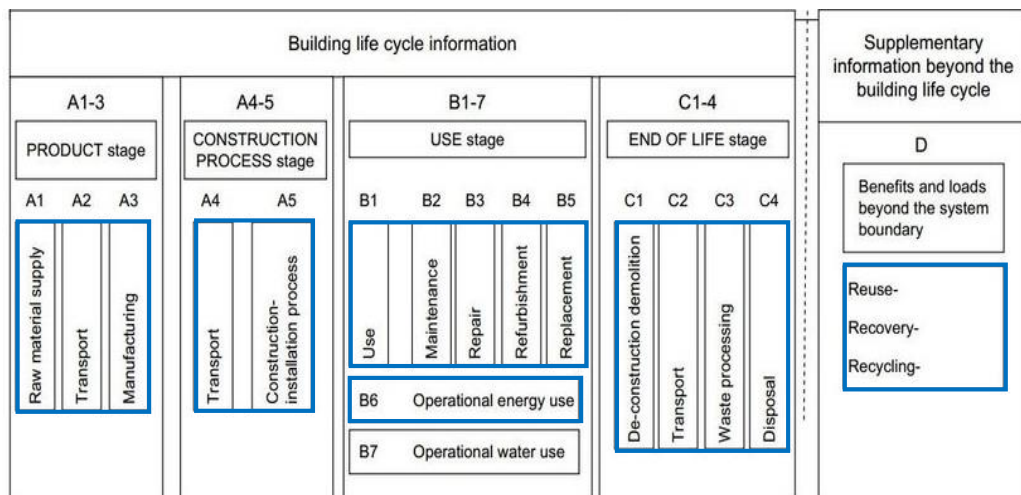 Building life cycle information
Supplementary
information beyond the
building life cycle
A1-3
A4-5
B1-7
C1-4
D
PRODUCT stage
CONSTRUCTION
PROCESS stage
USE stage
END OF LIFE stage
Benefits and loads
beyond the system
boundary
A1
A2
A3
A4
A5
B1
B2
B3
B4
B5
C1
C2
C3
C4
Raw material supply
Transport
Manufacturing
Transport
Construction-
installation process
Use
Maintenance
Repair
Refurbishment
Replacement
B6 Operational energy use
B7 Operational water use
De-construction demolition
Transport
Waste processing
Disposal
Reuse-
Recovery-
Recycling-